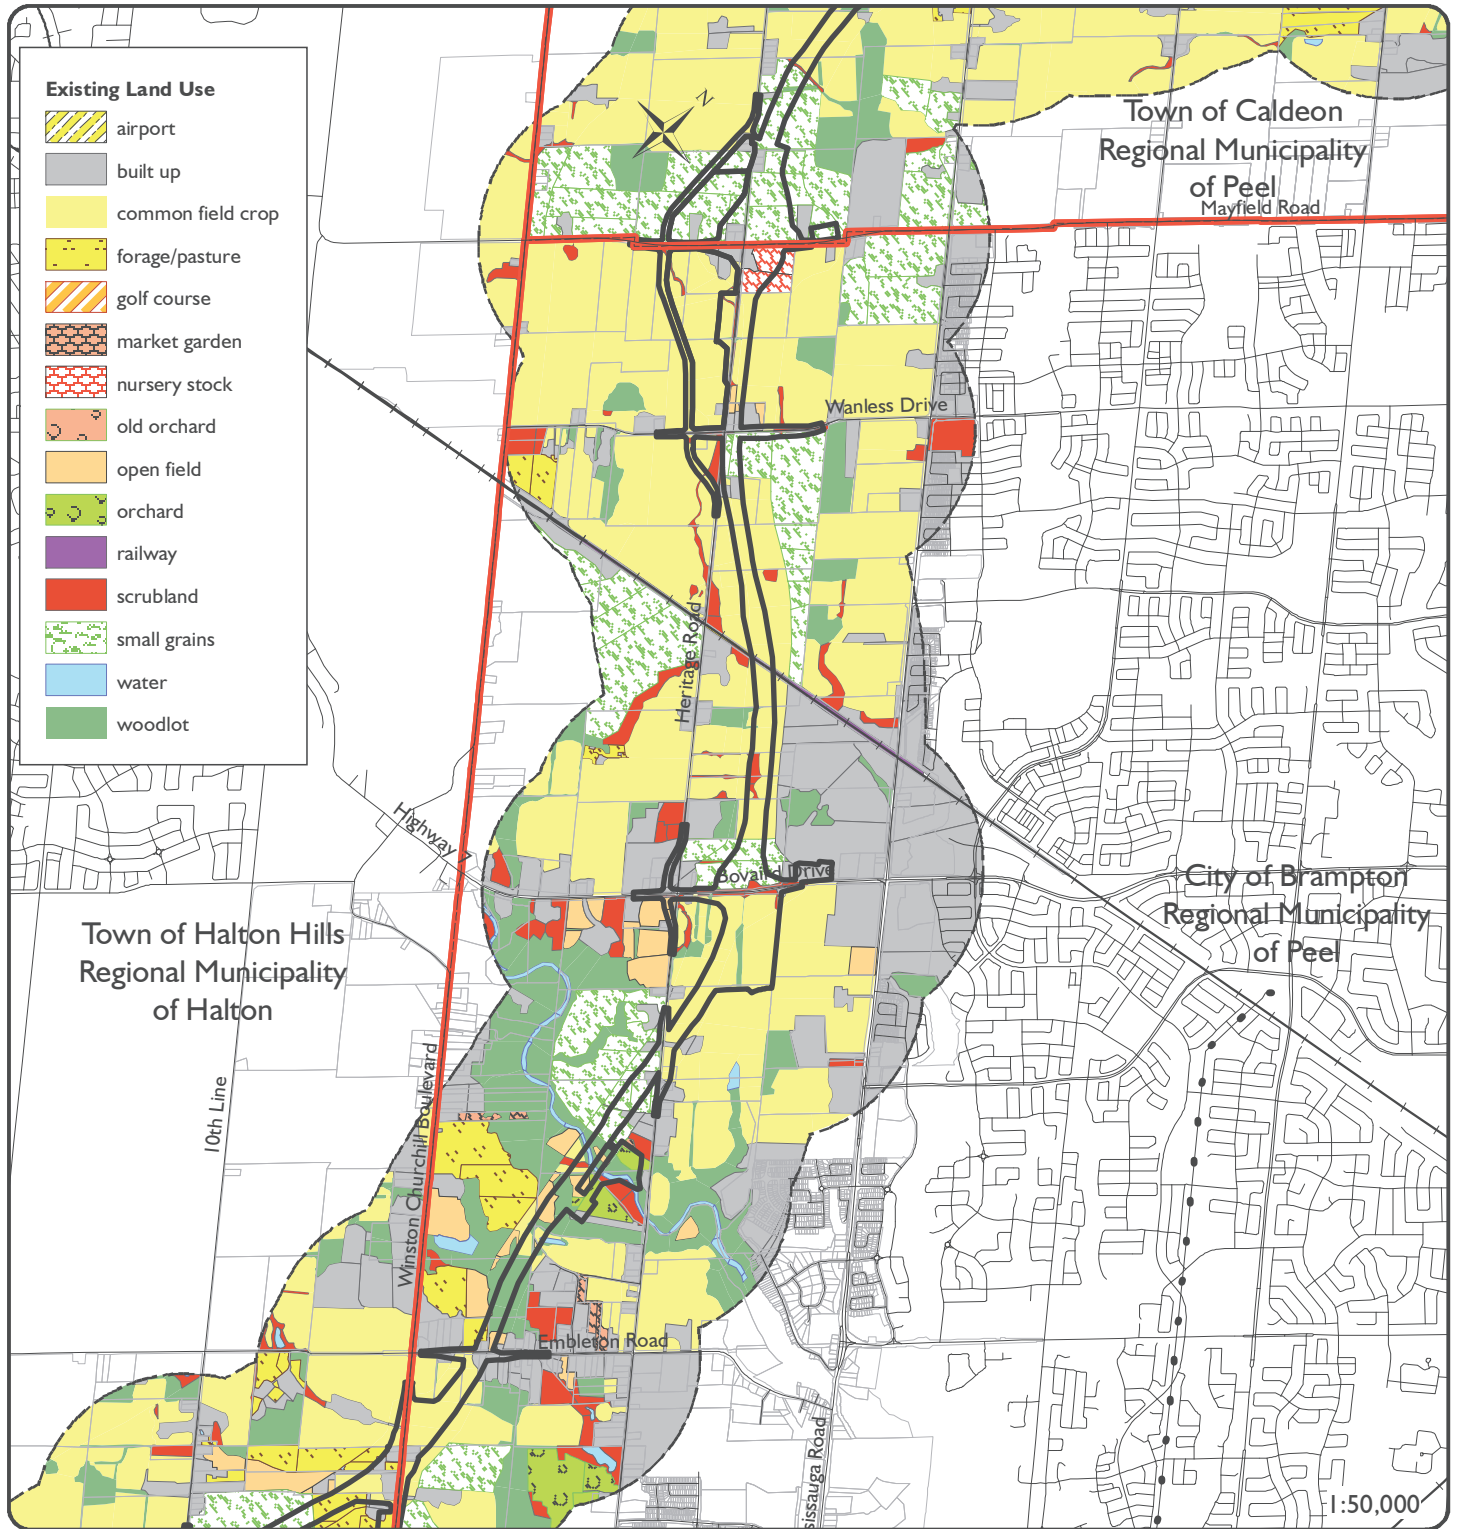 N
Town of Caldeon
Regional Municipality
of Peel
Mayfield Road
Existing Land Use
airport
built up
common field crop
forage/pasture
golf course
market garden
nursery stock
old orchard
open field
orchard
railway
scrubland
small grains
water
woodlot
Wanless Drive
Heritage Road
Highway 7
Bovaird Drive
City of Brampton
Regional Municipality
of Peel
Town of Halton Hills
Regional Municipality
of Halton
10th Line
Winston Churchill Boulevard
Embleton Road
sissauga Road
1:50,000